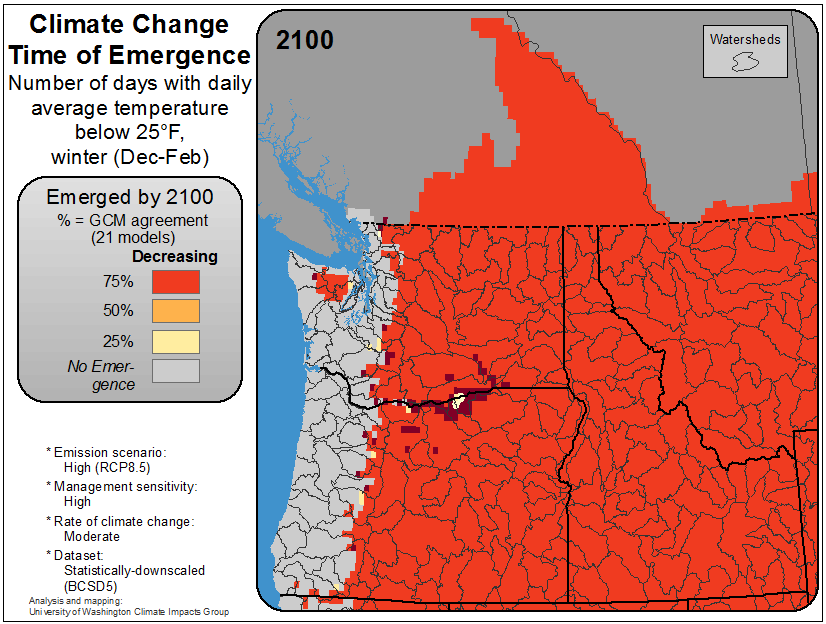 Climate Change
Time of Emergence
Number of days with daily
average temperature
below 25°F,
winter (Dec-Feb)
Emerged by 2100
% = GCM agreement
(21 models)
Decreasing
75%
50%
25%
No Emer-
gence
* Emission scenario:
High (RCP8.5)
* Management sensitivity:
High
* Rate of climate change:
Moderate
* Dataset:
Statistically-downscaled
(BCSD5)
Analysis and mapping:
University of Washington Climate Impacts Group
2100
Watersheds